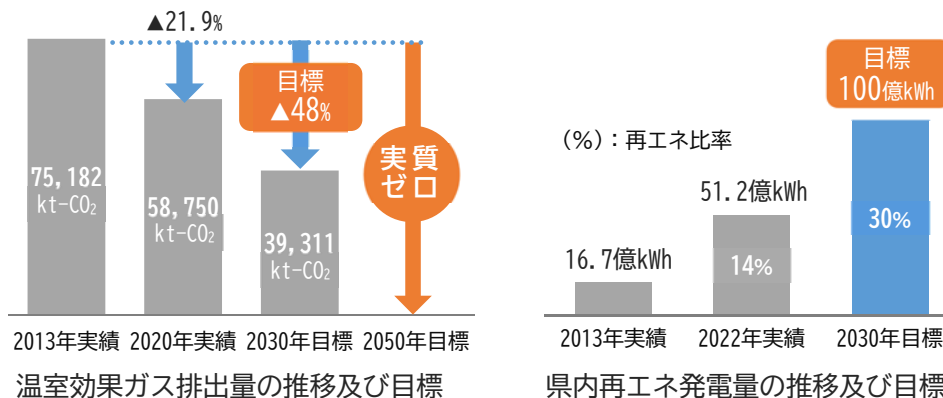 ▲21.9%
目標
▲48%
実質
ゼロ
75,182
kt-CO₂
58,750
kt-CO₂
39,311
kt-CO₂
2013年実績 2020年実績 2030年目標 2050年目標
温室効果ガス排出量の推移及び目標
目標
100億kWh
(%):再エネ比率
51.2億kWh
30%
16.7億kWh
14%
2013年実績 2022年実績 2030年目標
県内再エネ発電量の推移及び目標